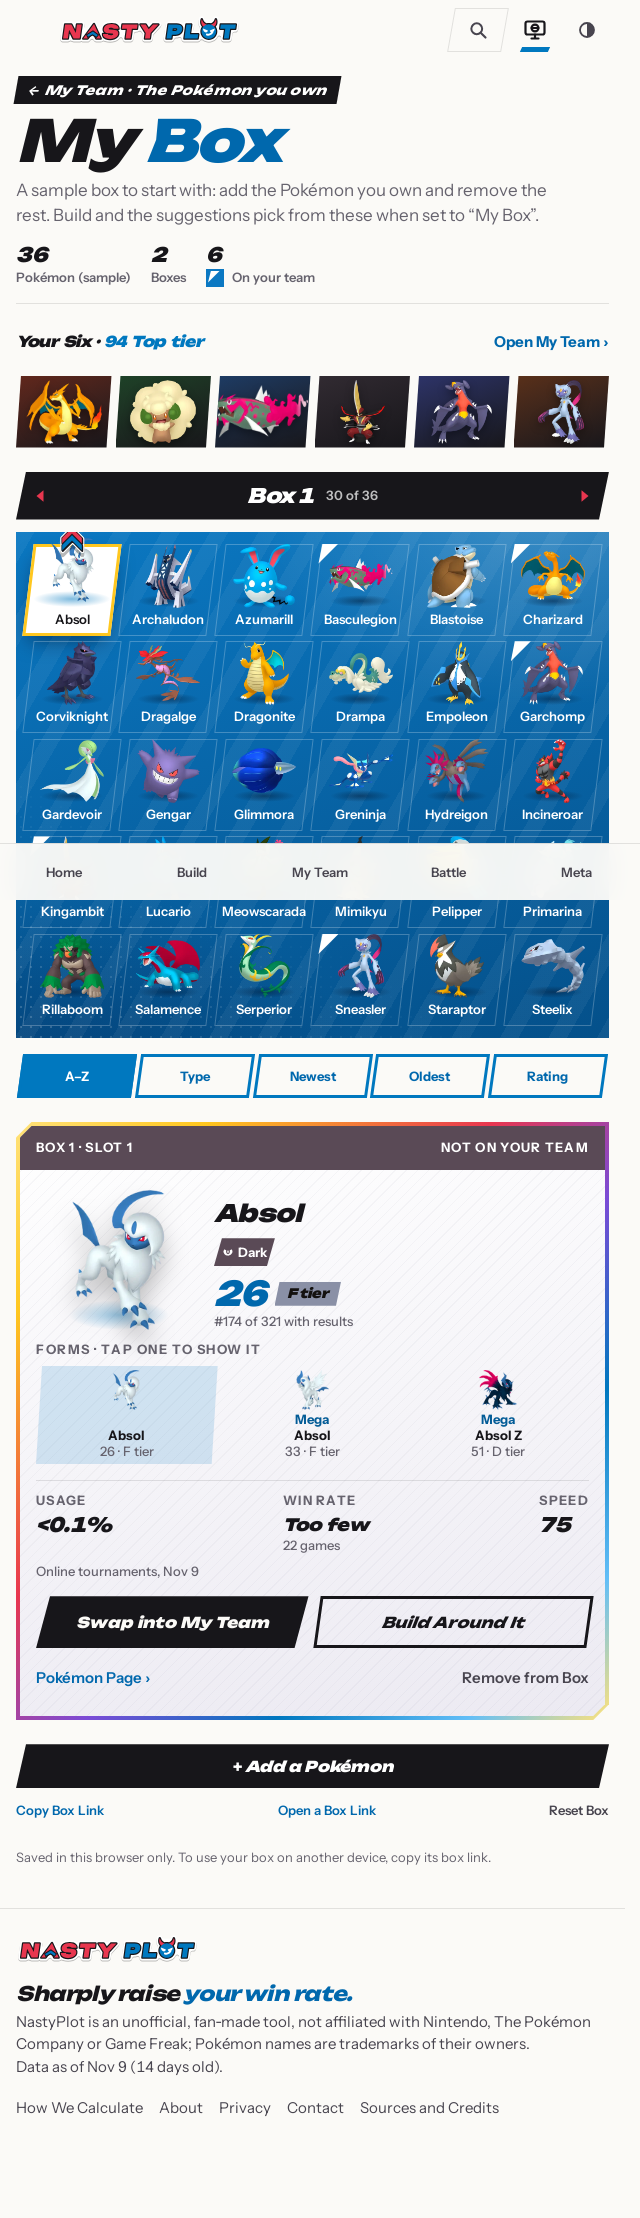 NASTY PLOT
← My Team · The Pokémon you own
My Box
A sample box to start with: add the Pokémon you own and remove the
rest. Build and the suggestions pick from these when set to “My Box”.
36 2 6
Pokémon (sample) Boxes On your team
Your Six · 94 Top tier Open My Team ›
Box 1 30 of 36
Absol Archaludon Azumarill Basculegion Blastoise Charizard
Corviknight Dragalge Dragonite Drampa Empoleon Garchomp
Gardevoir Gengar Glimmora Greninja Hydreigon Incineroar
Home Build My Team Battle Meta
Kingambit Lucario Meowscarada Mimikyu Pelipper Primarina
Rillaboom Salamence Serperior Sneasler Staraptor Steelix
A–Z Type Newest Oldest Rating
BOX 1 · SLOT 1 NOT ON YOUR TEAM
Absol
Dark
26 F tier
#174 of 321 with results
FORMS · TAP ONE TO SHOW IT
Mega Mega
Absol Absol Absol Z
26 · F tier 33 · F tier 51 · D tier
USAGE WIN RATE SPEED
<0.1% Too few 75
22 games
Online tournaments, Nov 9
Swap into My Team Build Around It
Pokémon Page › Remove from Box
+ Add a Pokémon
Copy Box Link Open a Box Link Reset Box
Saved in this browser only. To use your box on another device, copy its box link.
NASTY PLOT
Sharply raise your win rate.
NastyPlot is an unofficial, fan-made tool, not affiliated with Nintendo, The Pokémon
Company or Game Freak; Pokémon names are trademarks of their owners.
Data as of Nov 9 (14 days old).
How We Calculate About Privacy Contact Sources and Credits